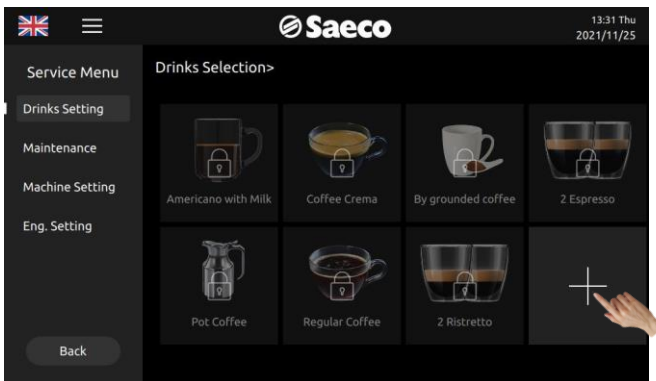 Saeco
13:31 Thu
2021/11/25
Service Menu
Drinks Setting
Maintenance
Machine Setting
Eng. Setting
Back
Drinks Selection>
Americano with Milk
Coffee Crema
By grounded coffee
2 Espresso
Pot Coffee
Regular Coffee
2 Ristretto